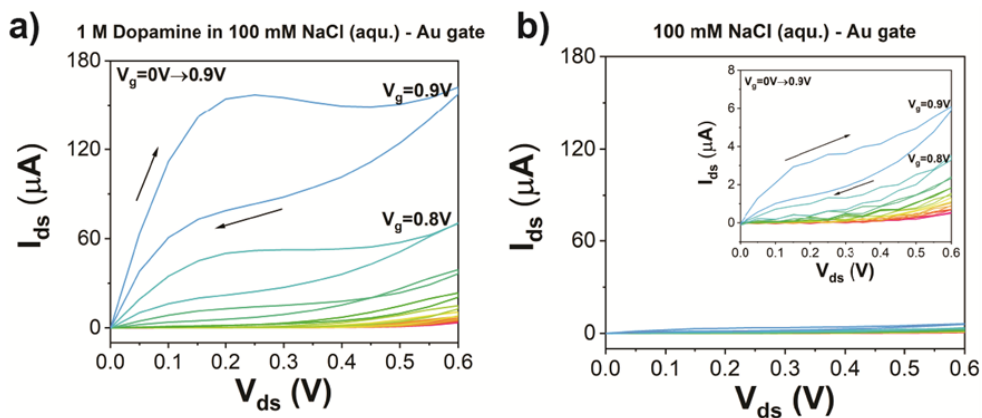 a)
1 M Dopamine in 100 mM NaCl (aqu.) - Au gate
180
120
60
0
I_ds (μA)
V_g=0V→0.9V
V_g=0.9V
V_g=0.8V
0.0 0.1 0.2 0.3 0.4 0.5 0.6
V_ds (V)
b)
100 mM NaCl (aqu.) - Au gate
180
120
60
0
I_ds (μA)
8
6
4
2
0
I_ds (μA)
V_g=0V→0.9V
V_g=0.9V
V_g=0.8V
0.0 0.1 0.2 0.3 0.4 0.5 0.6
V_ds (V)
0.0 0.1 0.2 0.3 0.4 0.5 0.6
V_ds (V)